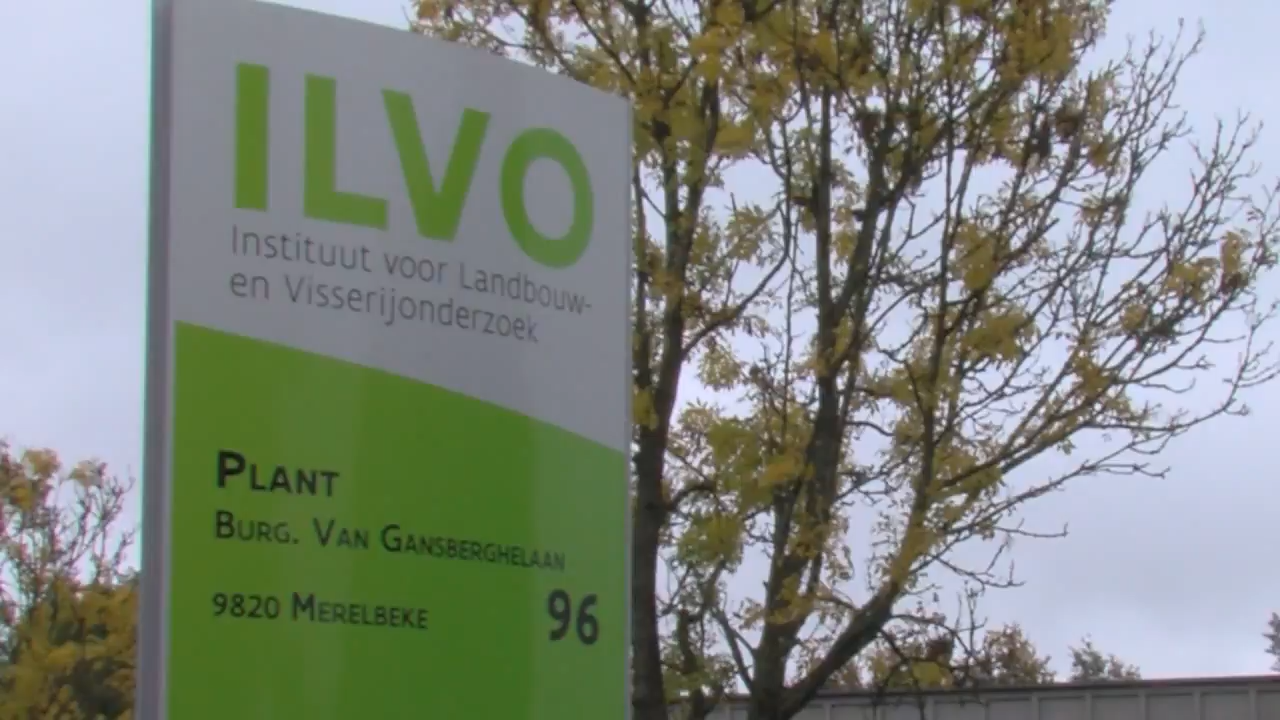 ILVO
Instituut voor Landbouw-
en Visserijonderzoek
PLANT
BURG. VAN GANSBERGHELAAN
96
9820 MERELBEKE